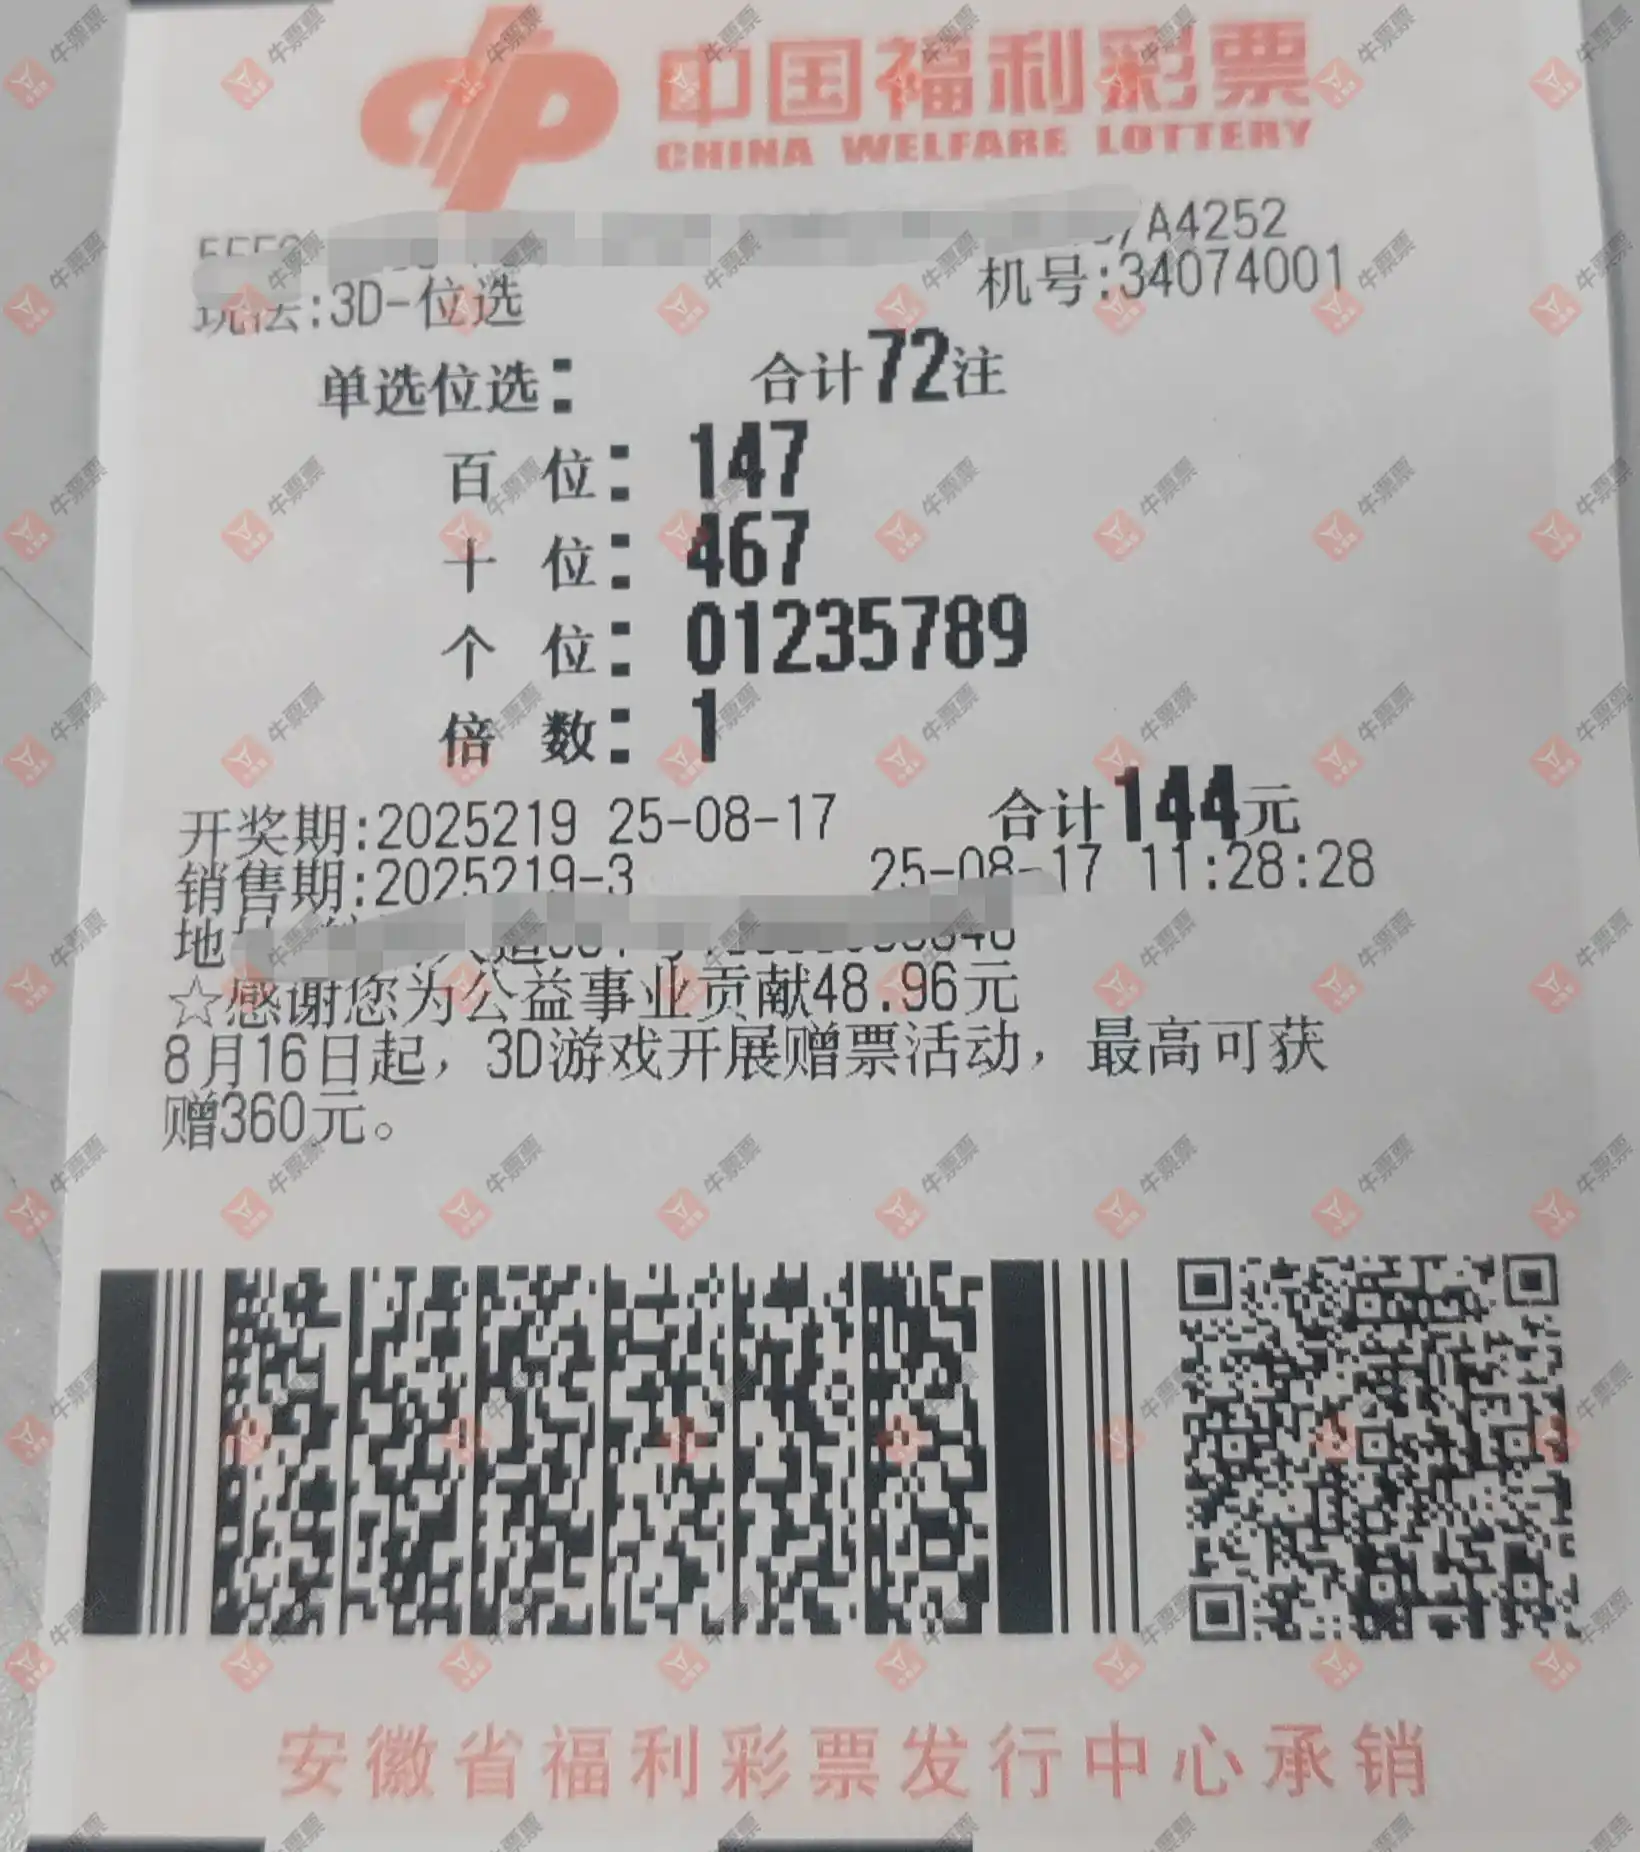 中国福利彩票
CHINA WELFARE LOTTERY
A4252
机号:34074001
玩法:3D-位选
单选位选: 合计72注
百 位: 147
十 位: 467
个 位: 01235789
倍 数: 1
开奖期:2025219 25-08-17 合计144元
销售期:2025219-3 25-08-17 11:28:28
地
☆感谢您为公益事业贡献48.96元
8月16日起，3D游戏开展赠票活动，最高可获
赠360元。
安徽省福利彩票发行中心承销
牛票票